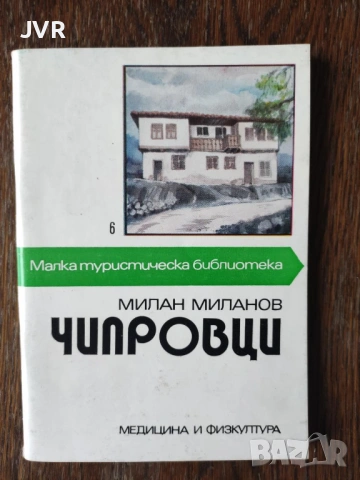 JVR
6
Малка туристическа библиотека
МИЛАН МИЛАНОВ
ЧИПРОВЦИ
МЕДИЦИНА И ФИЗКУЛТУРА
BAZAR